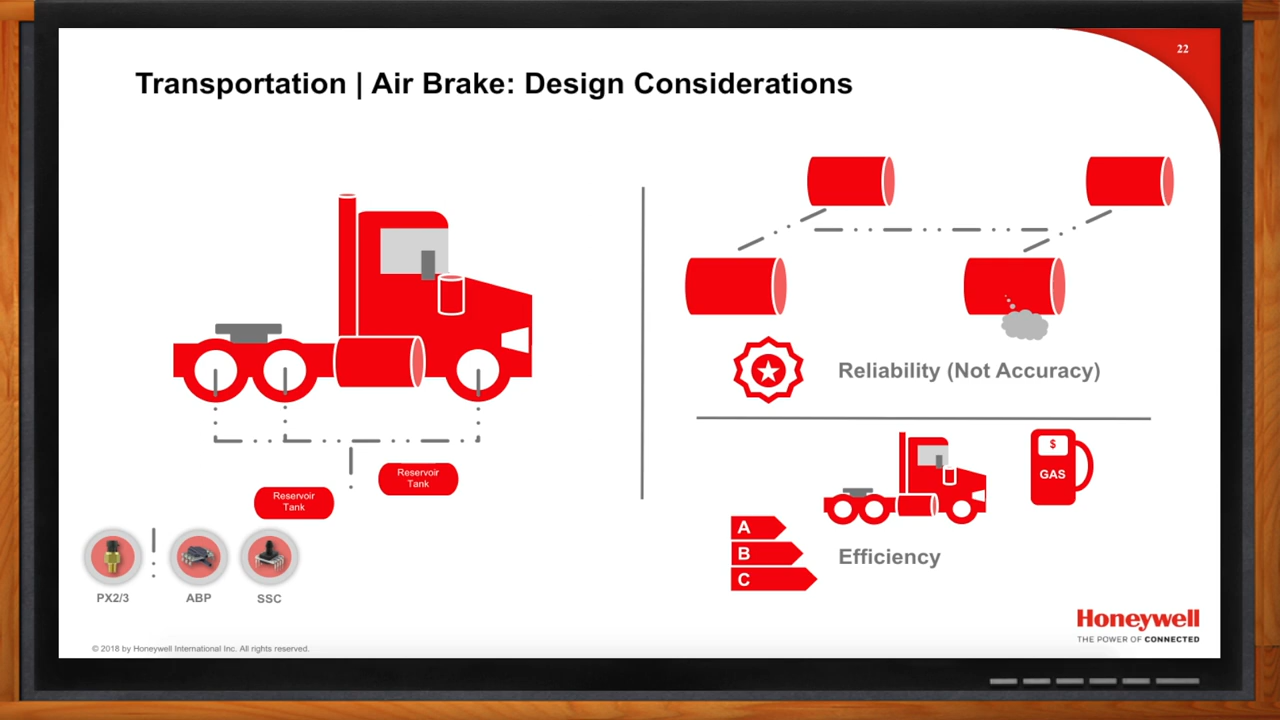 22
Transportation | Air Brake: Design Considerations
Reliability (Not Accuracy)
Reservoir
Tank
Reservoir
Tank
$
GAS
A
B
C
Efficiency
PX2/3
ABP
SSC
Honeywell
THE POWER OF CONNECTED
© 2018 by Honeywell International Inc. All rights reserved.